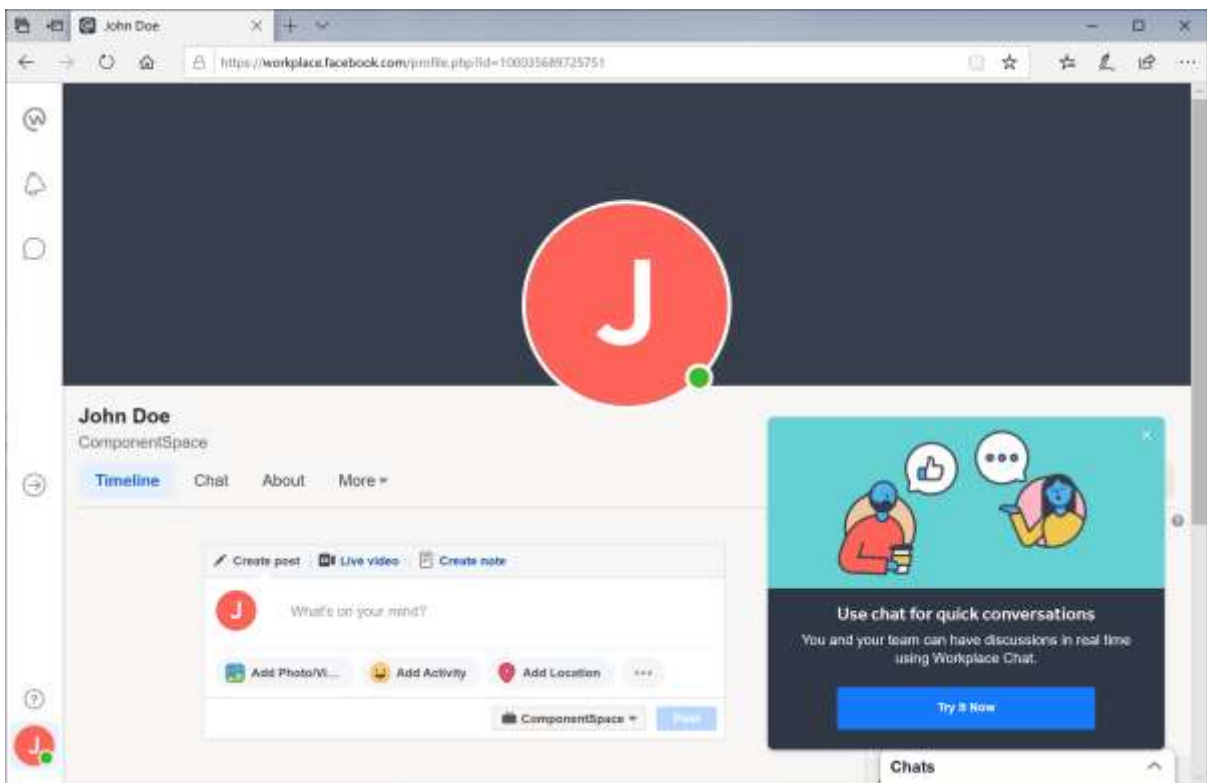 John Doe
https://workplace.facebook.com/profile.php?id=100035689725751
J
John Doe
ComponentSpace
Timeline Chat About More
Create post Live video Create note
J What's on your mind?
Add Photo/Vi... Add Activity Add Location
ComponentSpace Post
Use chat for quick conversations
You and your team can have discussions in real time
using Workplace Chat.
Try It Now
J
Chats